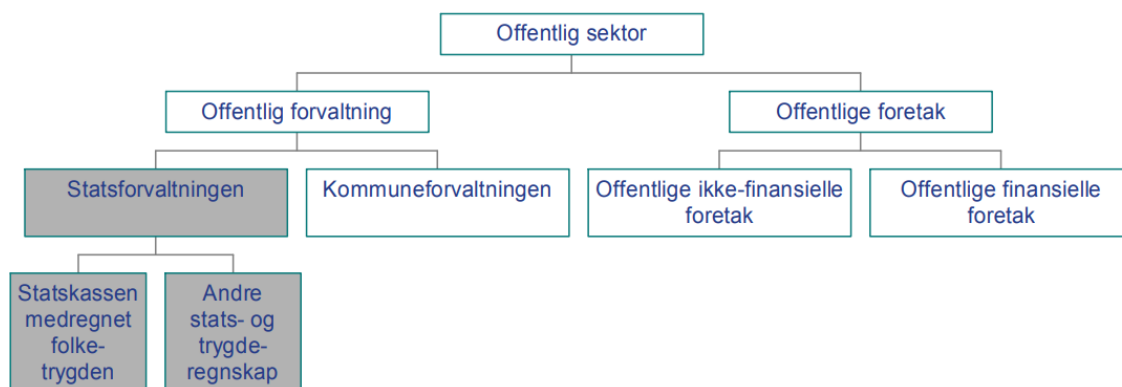 Offentlig sektor
Offentlig forvaltning
Offentlige foretak
Statsforvaltningen
Kommuneforvaltningen
Offentlige ikke-finansielle
foretak
Offentlige finansielle
foretak
Statskassen
medregnet
folke-
trygden
Andre
stats- og
trygde-
regnskap